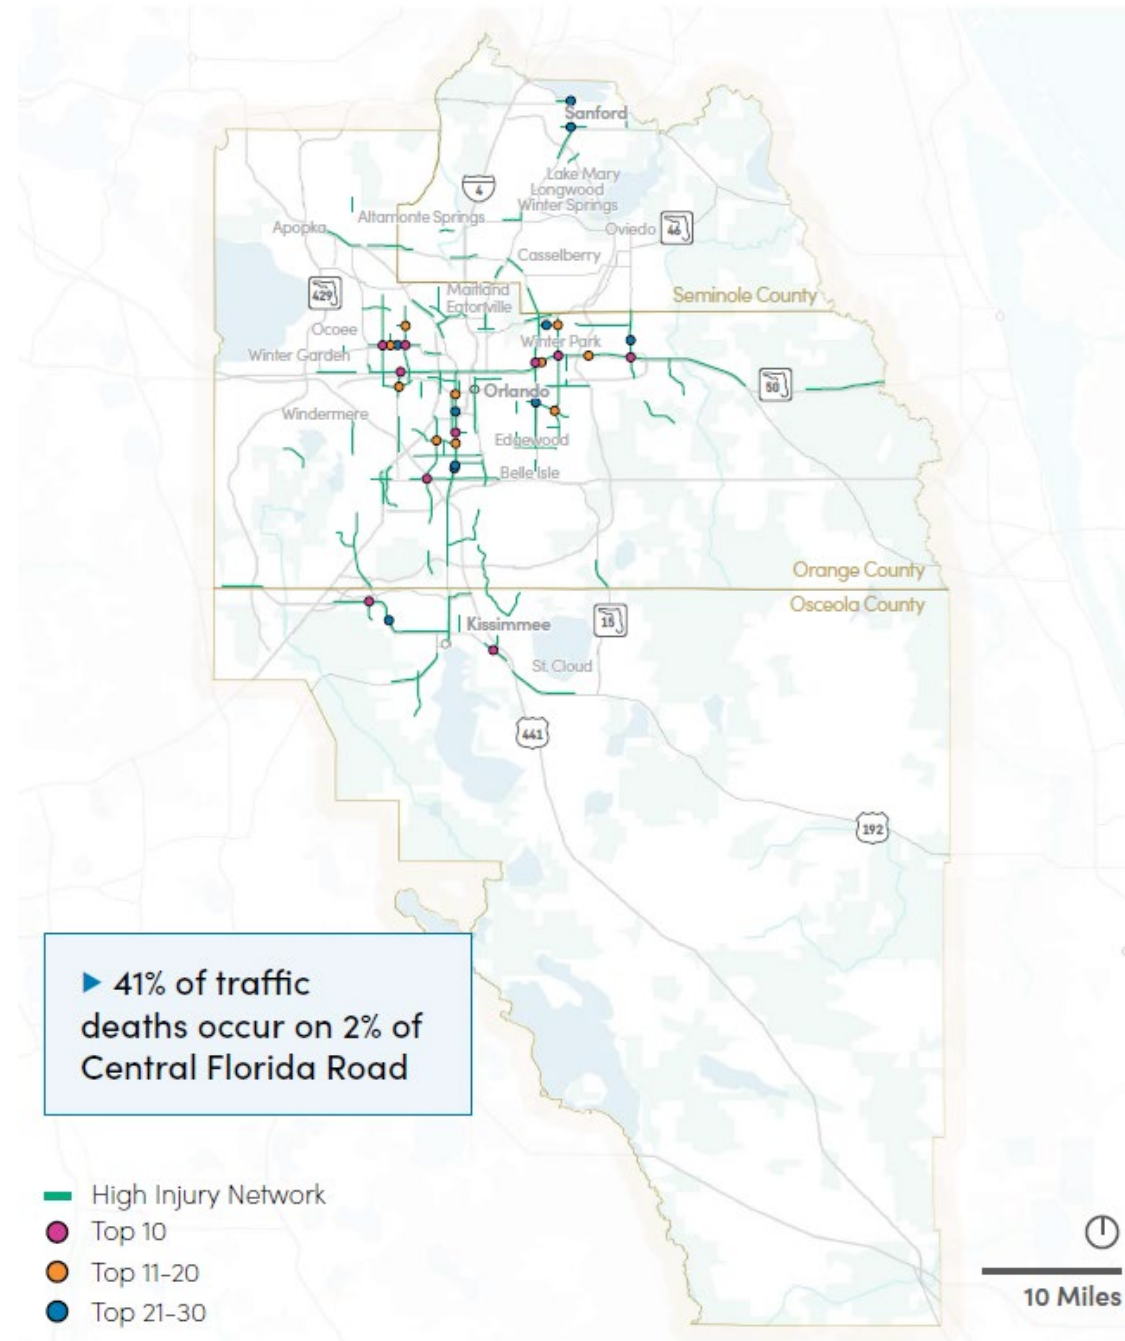 Sanford
Lake Mary
4
Longwood
Winter Springs
Altamonte Springs
Apopka
Oviedo
46
Casselberry
429
Maitland
Seminole County
Eatonville
Ocoee
Winter Park
Winter Garden
50
Orlando
Windermere
Edgewood
Belle Isle
Orange County
Osceola County
15
Kissimmee
St. Cloud
441
192
▶ 41% of traffic
deaths occur on 2% of
Central Florida Road
High Injury Network
Top 10
Top 11-20
Top 21-30
10 Miles